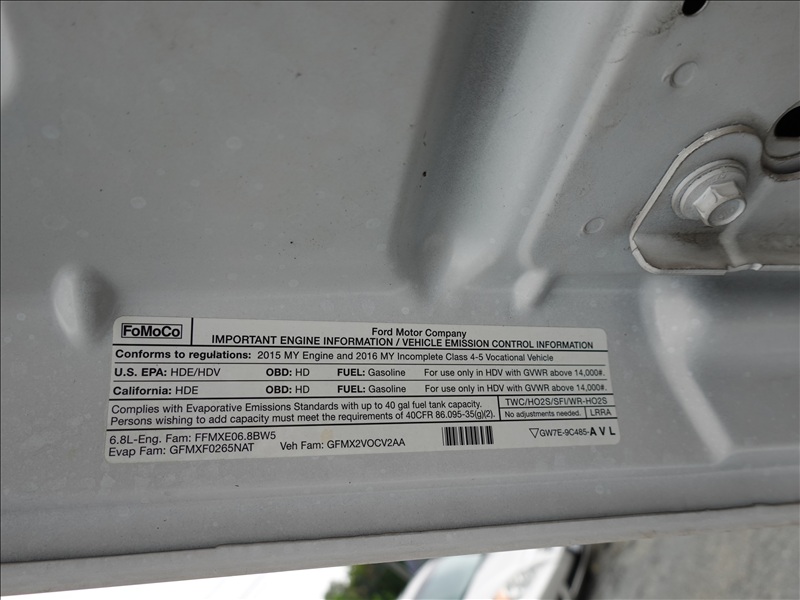 FoMoCo
Ford Motor Company
IMPORTANT ENGINE INFORMATION / VEHICLE EMISSION CONTROL INFORMATION
Conforms to regulations: 2015 MY Engine and 2016 MY Incomplete Class 4-5 Vocational Vehicle
U.S. EPA: HDE/HDV OBD: HD FUEL: Gasoline For use only in HDV with GVWR above 14,000#.
California: HDE OBD: HD FUEL: Gasoline For use only in HDV with GVWR above 14,000#.
Complies with Evaporative Emissions Standards with up to 40 gal fuel tank capacity.
Persons wishing to add capacity must meet the requirements of 40CFR 86.095-35(g)(2).
TWC/HO2S/SFI/WR-HO2S
No adjustments needed. LRRA
6.8L-Eng. Fam: FFMXE06.8BW5
Evap Fam: GFMXF0265NAT
Veh Fam: GFMX2VOCV2AA
GW7E-9C485-AVL